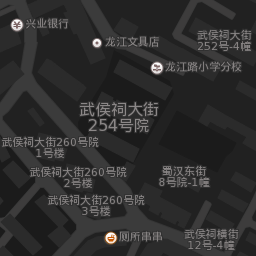 兴业银行
龙江文具店
武侯祠大街
252号-4幢
龙江路小学分校
武侯祠大街
254号院
武侯祠大街260号院
1号楼
武侯祠大街260号院
2号楼
蜀汉东街
8号院-1幢
武侯祠大街260号院
3号楼
厕所串串
武侯祠横街
12号-4幢